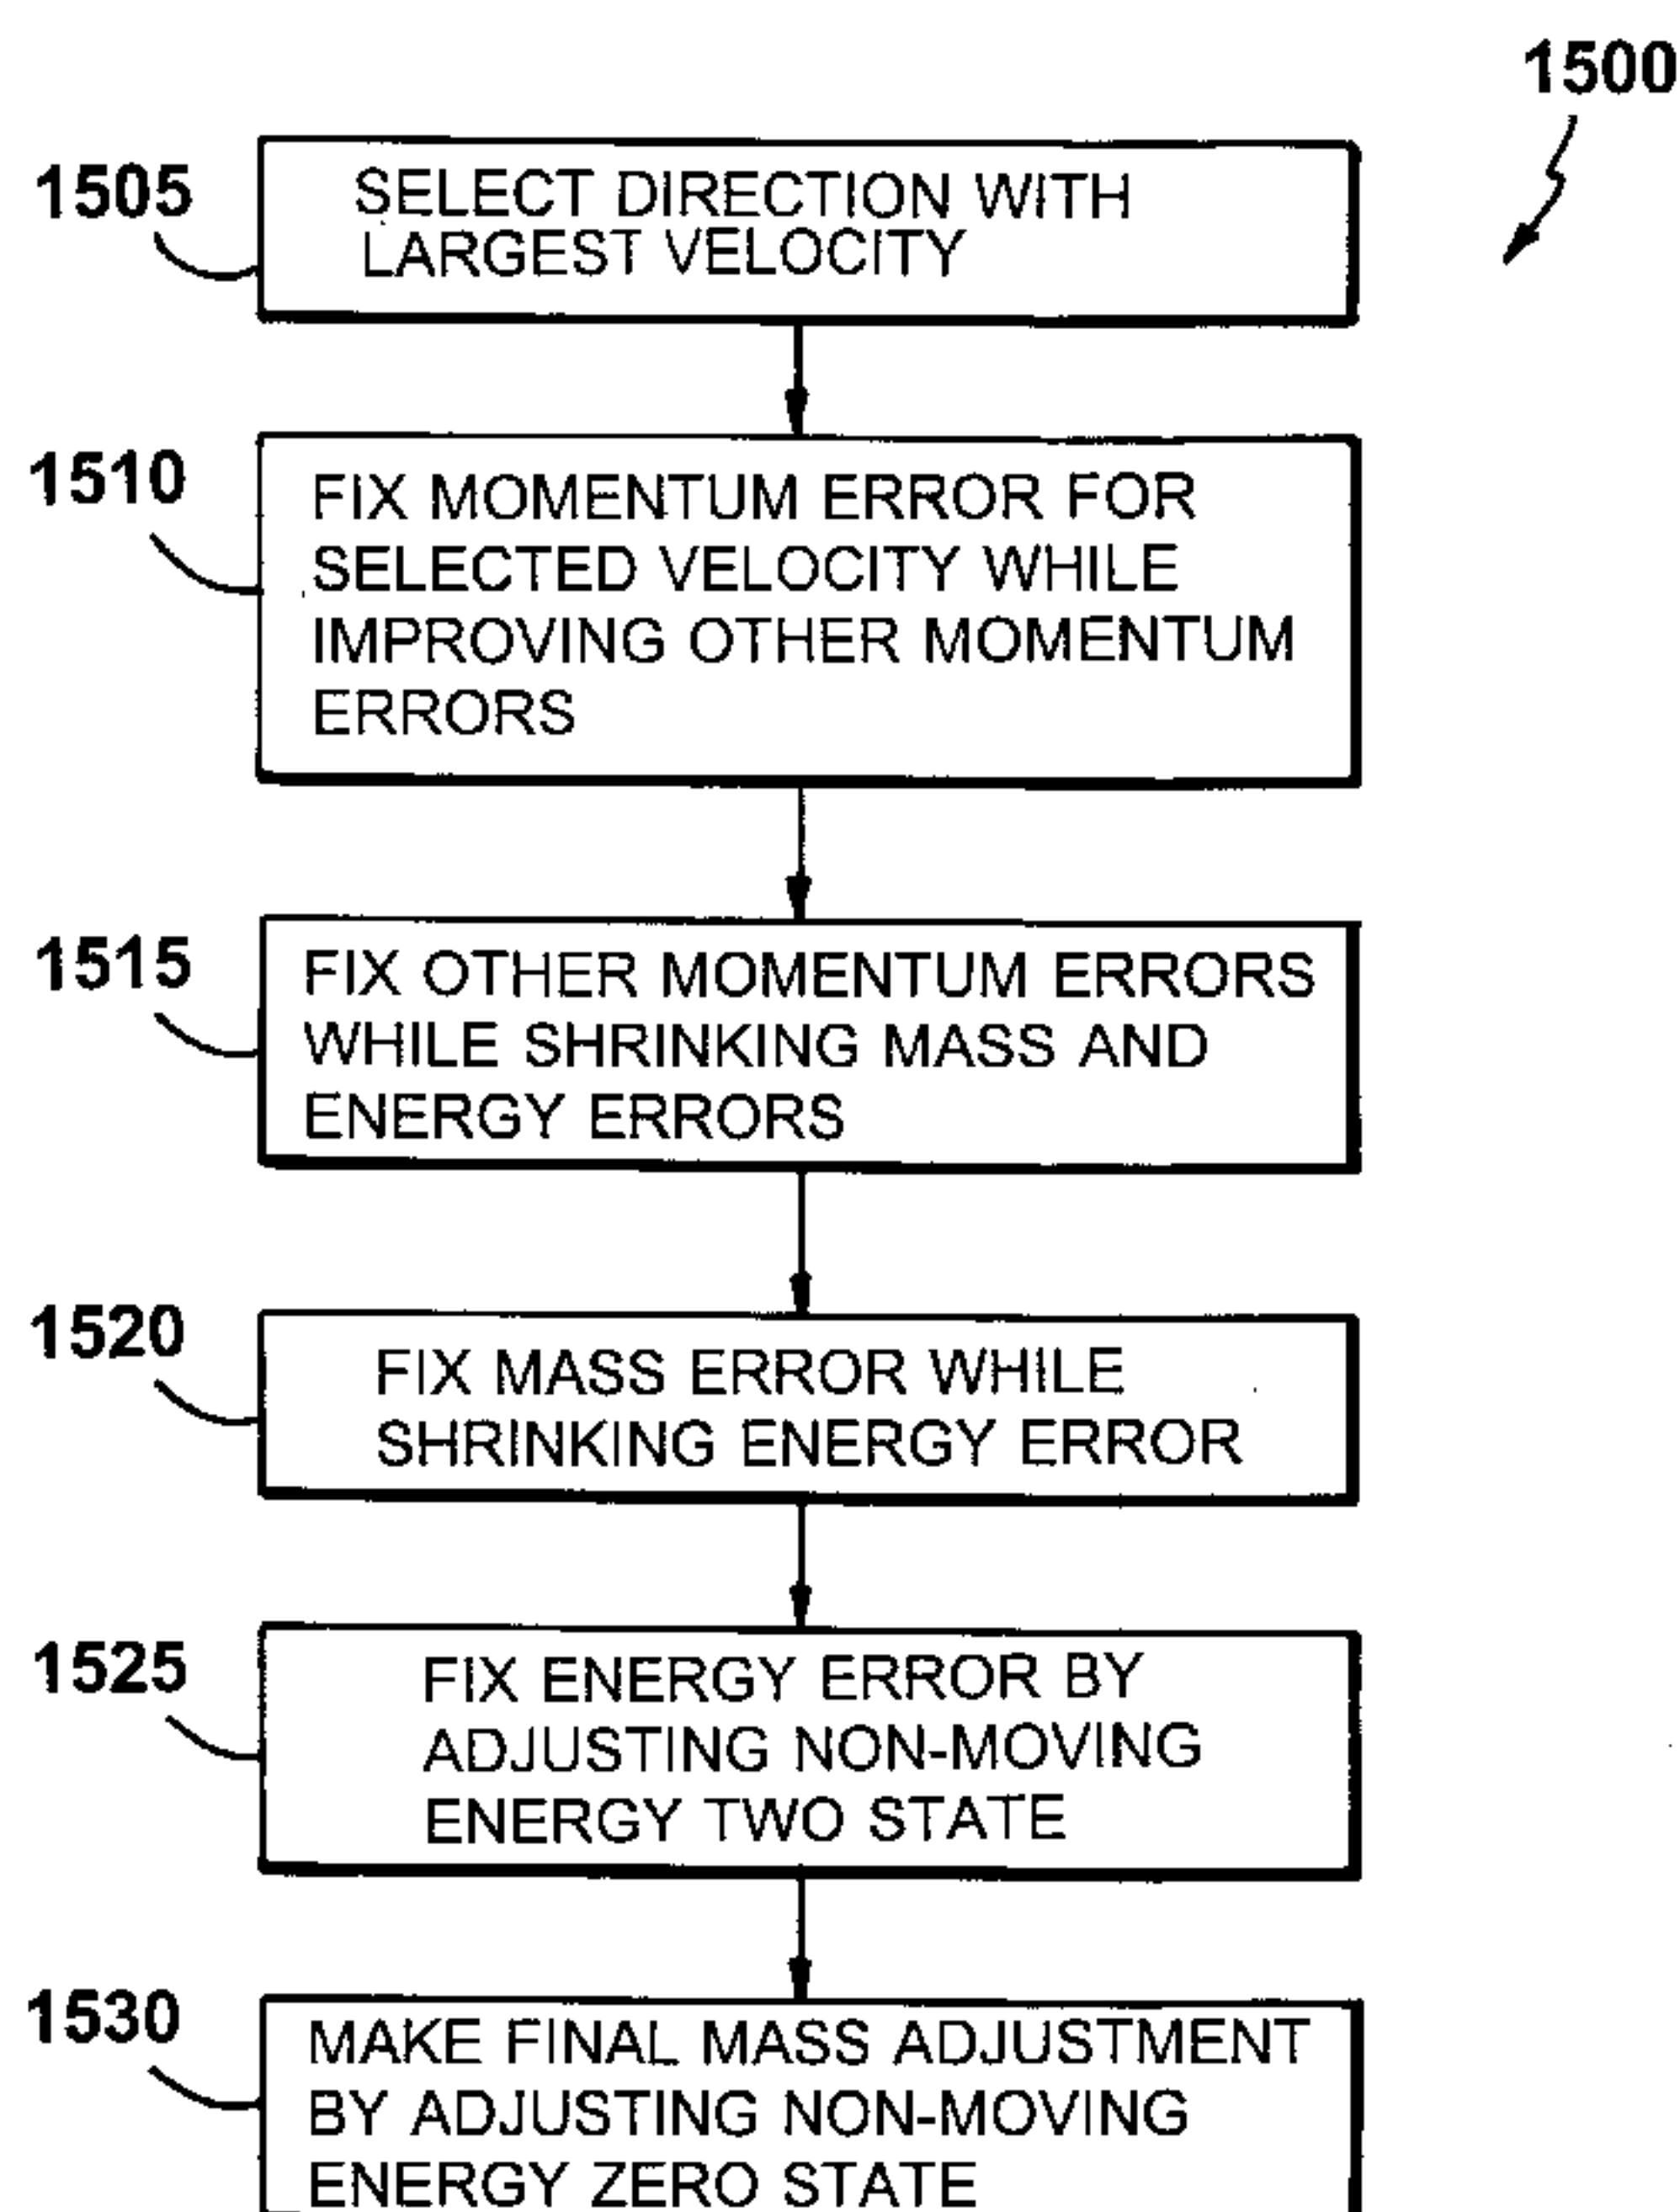 1500
1505
SELECT DIRECTION WITH
LARGEST VELOCITY
1510
FIX MOMENTUM ERROR FOR
SELECTED VELOCITY WHILE
IMPROVING OTHER MOMENTUM
ERRORS
1515
FIX OTHER MOMENTUM ERRORS
WHILE SHRINKING MASS AND
ENERGY ERRORS
1520
FIX MASS ERROR WHILE
SHRINKING ENERGY ERROR
1525
FIX ENERGY ERROR BY
ADJUSTING NON-MOVING
ENERGY TWO STATE
1530
MAKE FINAL MASS ADJUSTMENT
BY ADJUSTING NON-MOVING
ENERGY ZERO STATE